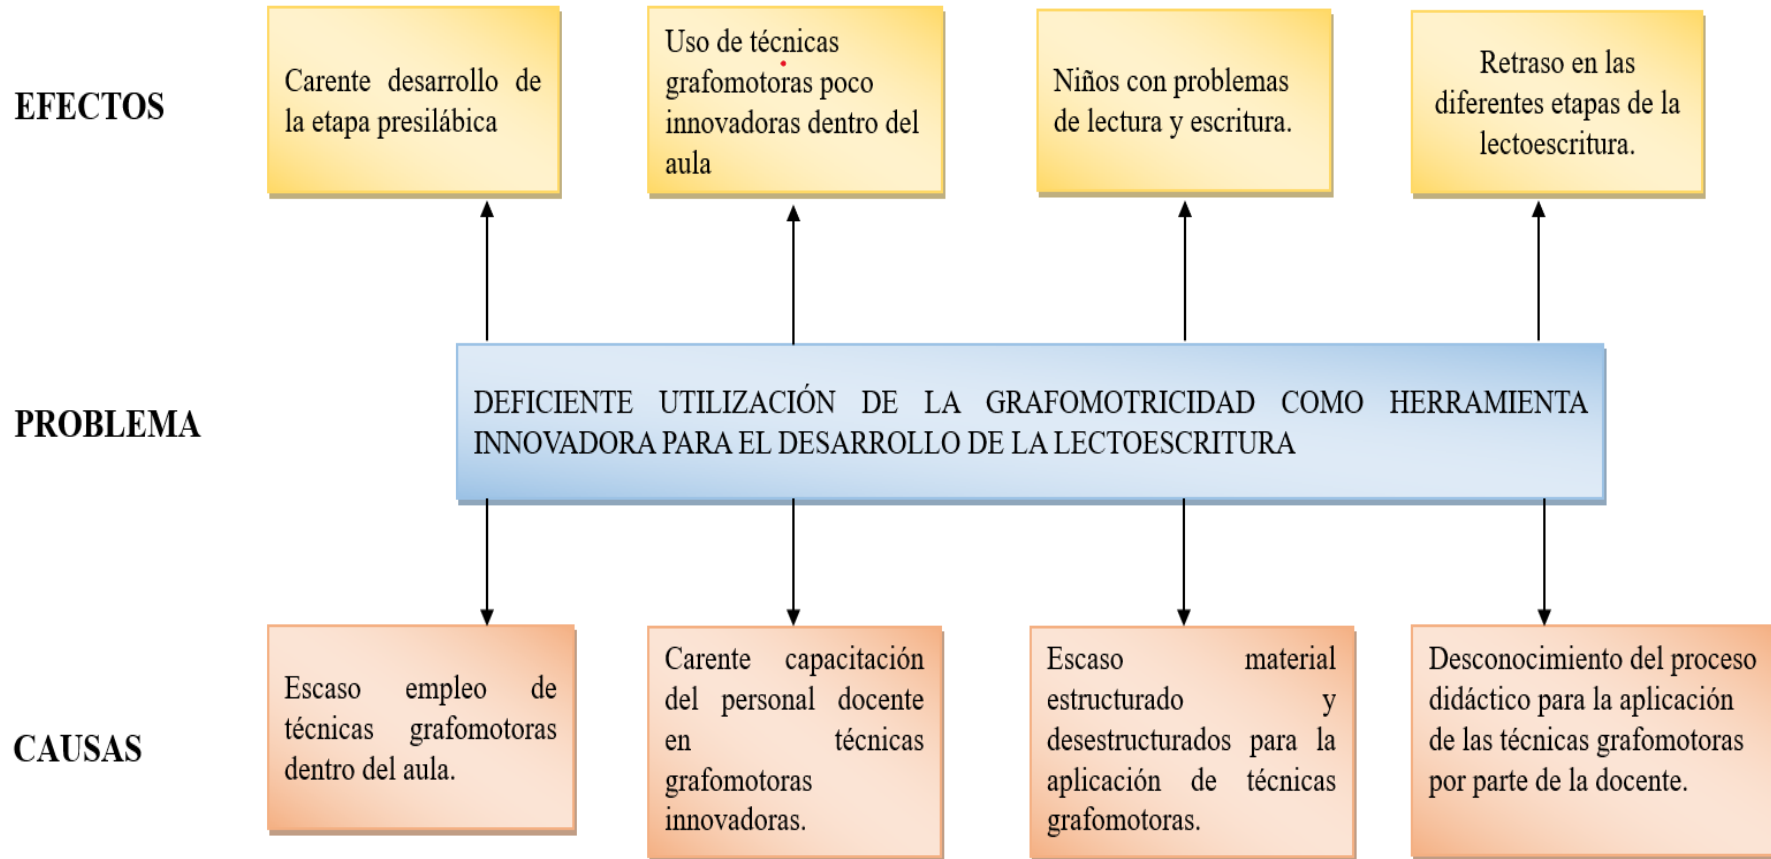 EFECTOS
Carente desarrollo de
la etapa presilábica
Uso de técnicas
grafomotoras poco
innovadoras dentro del
aula
Niños con problemas
de lectura y escritura.
Retraso en las
diferentes etapas de la
lectoescritura.
PROBLEMA
DEFICIENTE UTILIZACIÓN DE LA GRAFOMOTRICIDAD COMO HERRAMIENTA
INNOVADORA PARA EL DESARROLLO DE LA LECTOESCRITURA
CAUSAS
Escaso empleo de
técnicas grafomotoras
dentro del aula.
Carente capacitación
del personal docente
en técnicas
grafomotoras
innovadoras.
Escaso material
estructurado y
desestructurados para la
aplicación de técnicas
grafomotoras.
Desconocimiento del proceso
didáctico para la aplicación
de las técnicas grafomotoras
por parte de la docente.